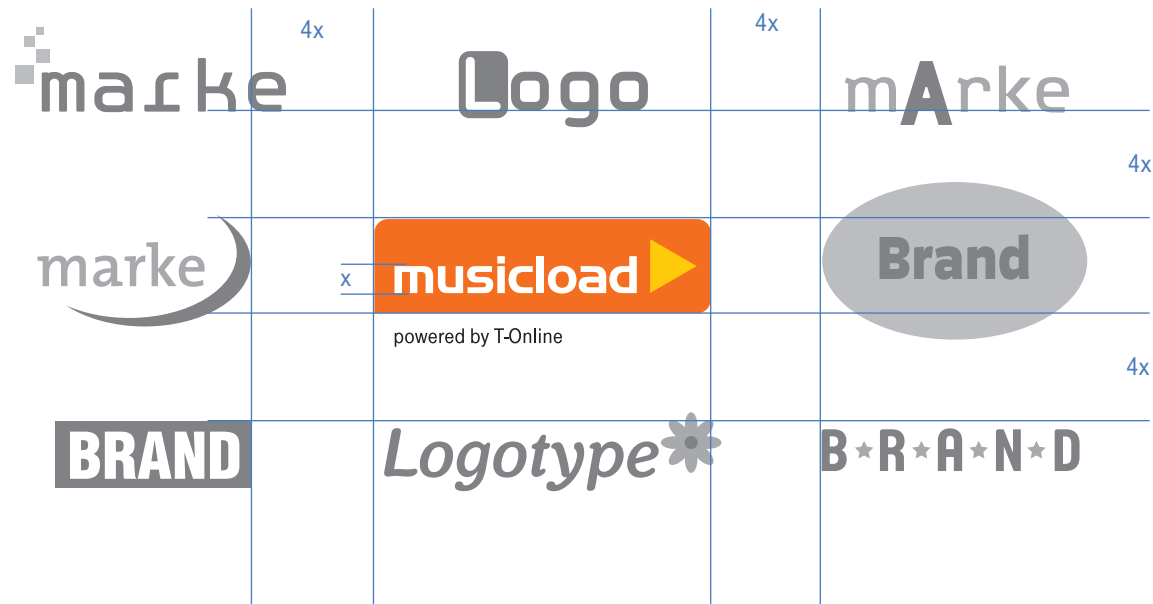 4x
4x
marke
Logo
mArke
4x
marke
x
musicload
Brand
powered by T-Online
4x
BRAND
Logotype
B★R★A★N★D